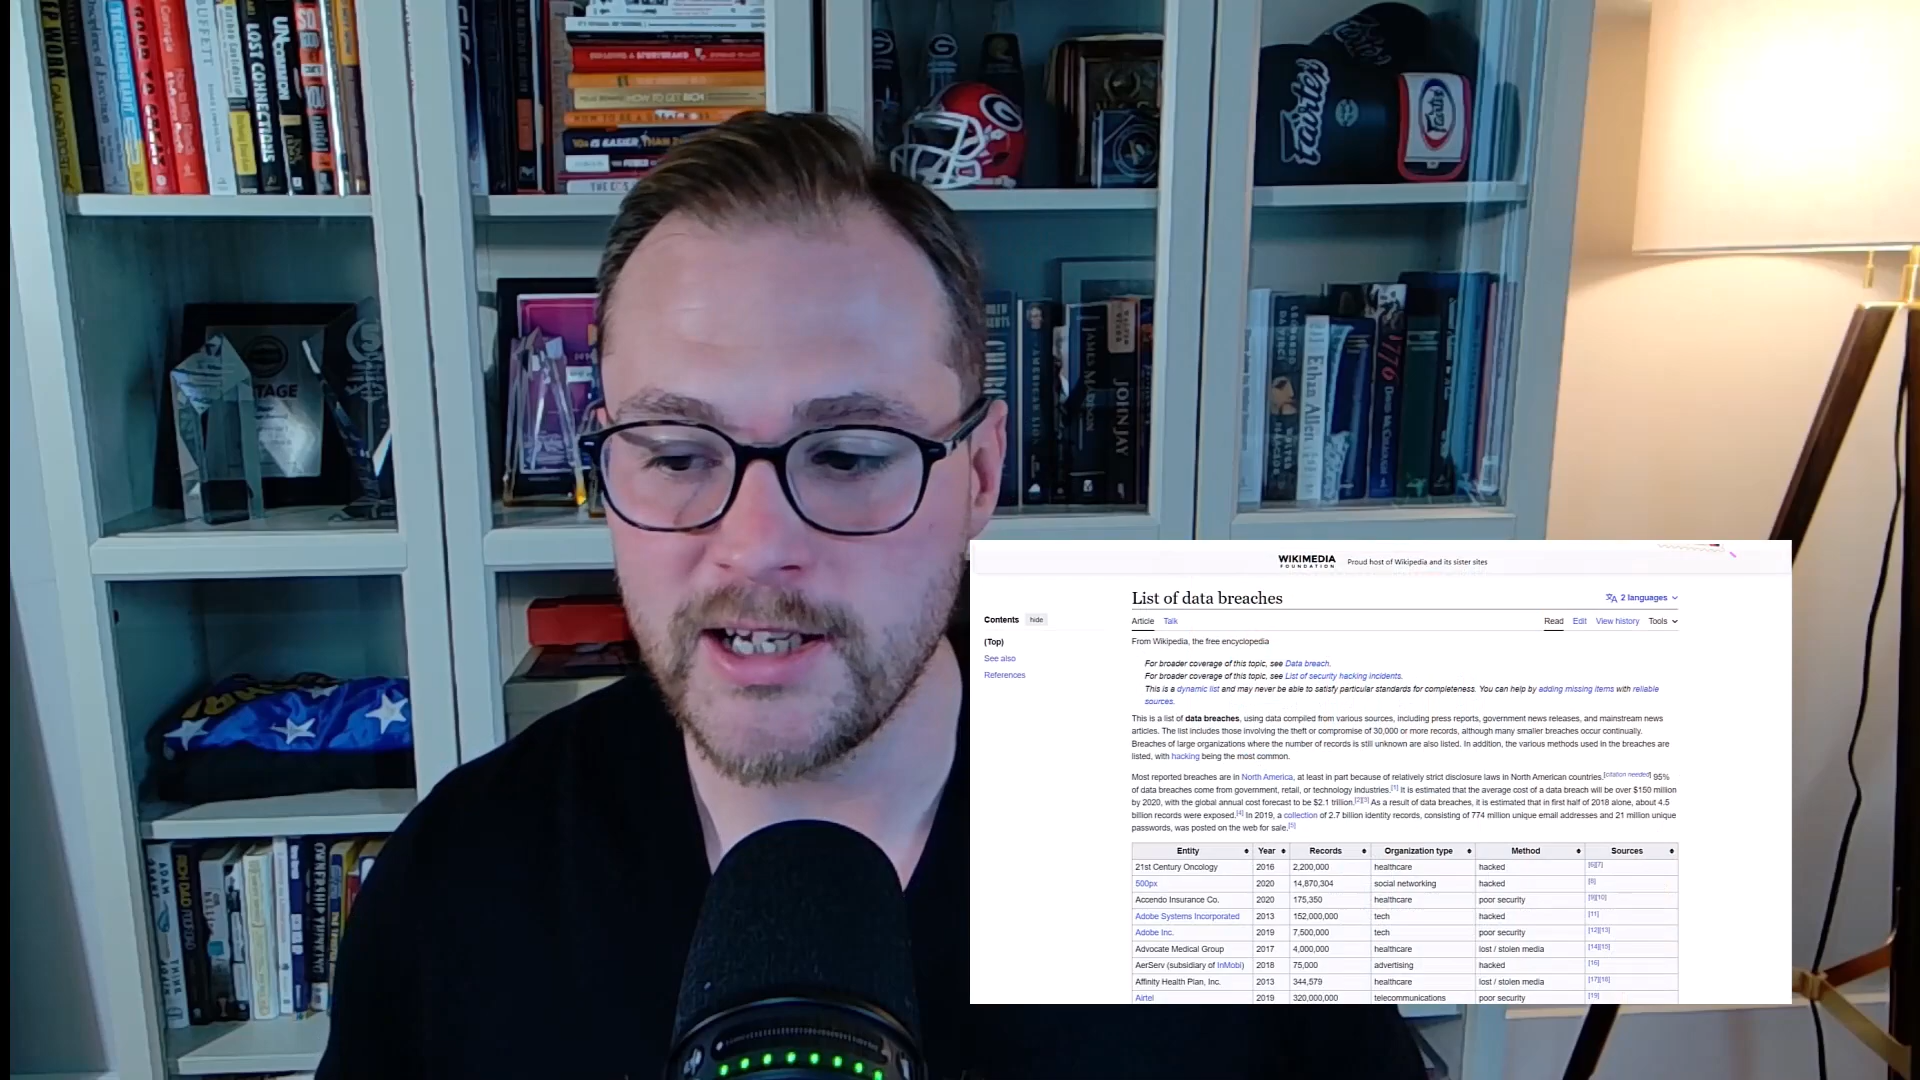 BUFFETT
LOST CONNECTIONS
UNCOMMON
HOW TO GET RICH
10x IS EASIER THAN 2
G
Fairtex
Fairtex
JAMES MADISON
JOHN JAY
Ethan Allen
1776
WIKIMEDIA
FOUNDATION
Proud host of Wikipedia and its sister sites
List of data breaches
2 languages
Contents hide
Article Talk
Read Edit View history Tools
(Top)
From Wikipedia, the free encyclopedia
See also
References
For broader coverage of this topic, see Data breach.
For broader coverage of this topic, see List of security hacking incidents.
This is a dynamic list and may never be able to satisfy particular standards for completeness. You can help by adding missing items with reliable
sources.
This is a list of data breaches, using data compiled from various sources, including press reports, government news releases, and mainstream news
articles. The list includes those involving the theft or compromise of 30,000 or more records, although many smaller breaches occur continually.
Breaches of large organizations where the number of records is still unknown are also listed. In addition, the various methods used in the breaches are
listed, with hacking being the most common.
Most reported breaches are in North America, at least in part because of relatively strict disclosure laws in North American countries.[citation needed] 95%
of data breaches come from government, retail, or technology industries.[1] It is estimated that the average cost of a data breach will be over $150 million
by 2020, with the global annual cost forecast to be $2.1 trillion.[2][3] As a result of data breaches, it is estimated that in first half of 2018 alone, about 4.5
billion records were exposed.[4] In 2019, a collection of 2.7 billion identity records, consisting of 774 million unique email addresses and 21 million unique
passwords, was posted on the web for sale.[5]
Entity Year Records Organization type Method Sources
21st Century Oncology 2016 2,200,000 healthcare hacked [6][7]
500px 2020 14,870,304 social networking hacked [8]
Accendo Insurance Co. 2020 175,350 healthcare poor security [9][10]
Adobe Systems Incorporated 2013 152,000,000 tech hacked [11]
Adobe Inc. 2019 7,500,000 tech poor security [12][13]
Advocate Medical Group 2017 4,000,000 healthcare lost / stolen media [14][15]
AerServ (subsidiary of InMobi) 2018 75,000 advertising hacked [16]
Affinity Health Plan, Inc. 2013 344,579 healthcare lost / stolen media [17][18]
Airtel 2019 320,000,000 telecommunications poor security [19]
RICH DAD
OWNERSHIP THINKING